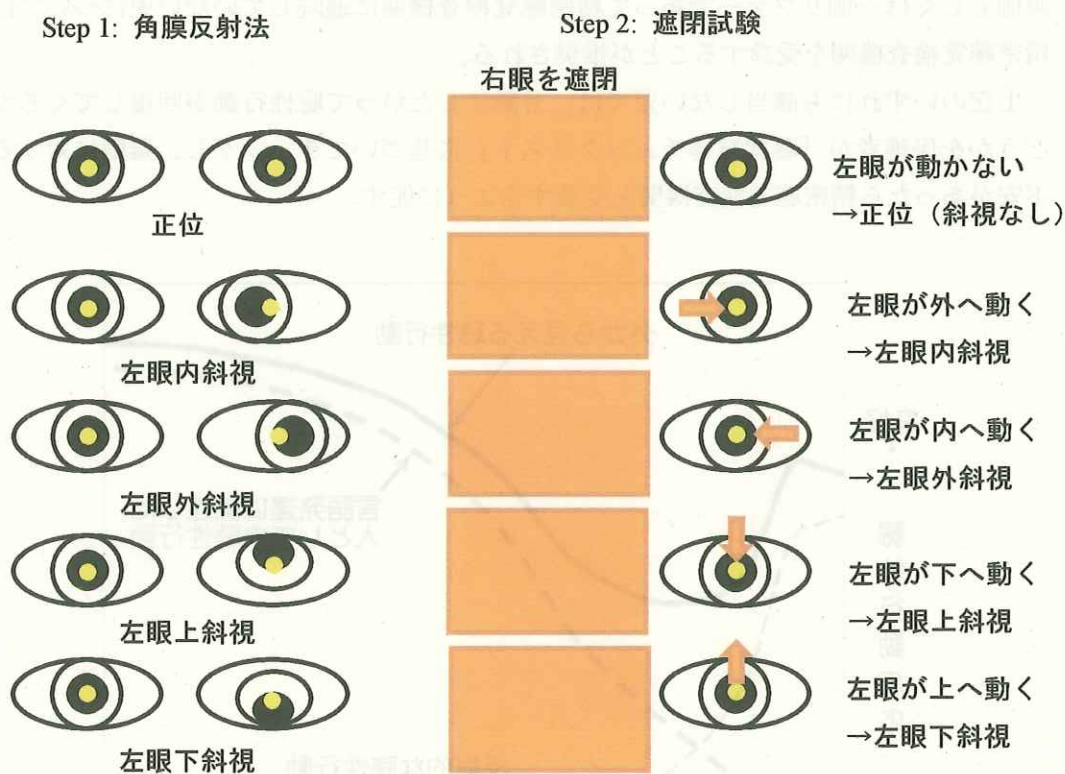 Step 1: 角膜反射法
Step 2: 遮閉試験
右眼を遮閉
正位
左眼が動かない
→正位（斜視なし）
左眼内斜視
左眼が外へ動く
→左眼内斜視
左眼外斜視
左眼が内へ動く
→左眼外斜視
左眼上斜視
左眼が下へ動く
→左眼上斜視
左眼下斜視
左眼が上へ動く
→左眼下斜視